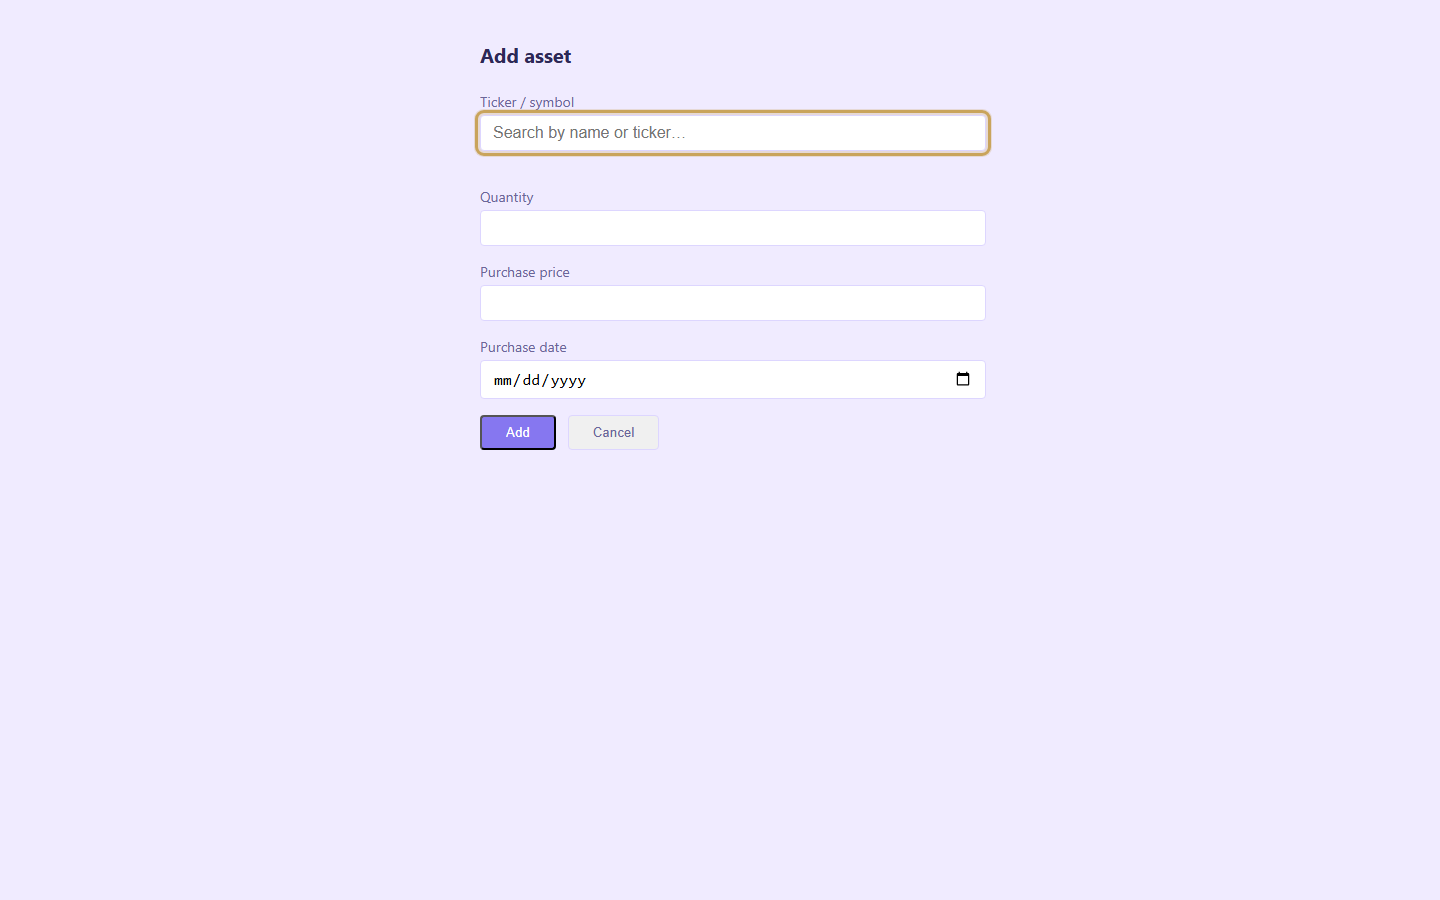 Add asset
Ticker / symbol
Search by name or ticker…
Quantity
Purchase price
Purchase date
mm/dd/yyyy
Add
Cancel